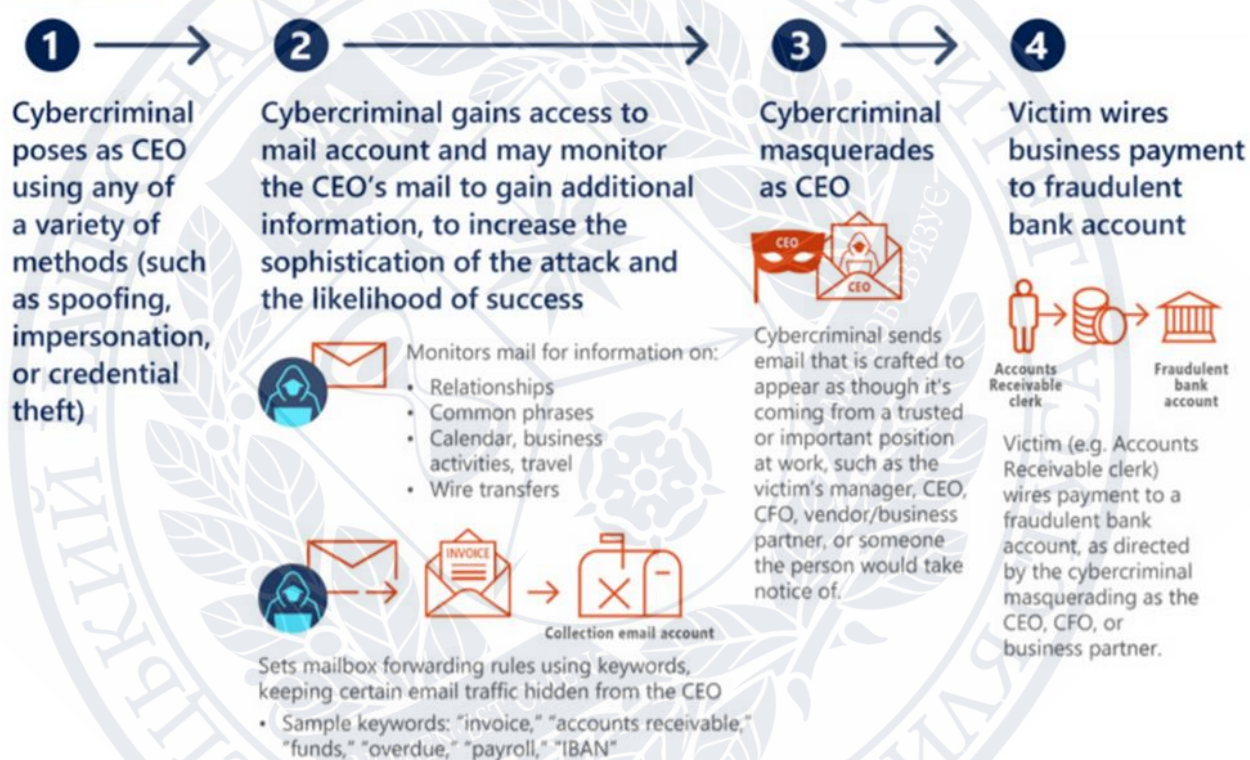 1
Cybercriminal
poses as CEO
using any of
a variety of
methods (such
as spoofing,
impersonation,
or credential
theft)
2
Cybercriminal gains access to
mail account and may monitor
the CEO's mail to gain additional
information, to increase the
sophistication of the attack and
the likelihood of success
Monitors mail for information on:
• Relationships
• Common phrases
• Calendar, business
activities, travel
• Wire transfers
INVOICE
Collection email account
Sets mailbox forwarding rules using keywords,
keeping certain email traffic hidden from the CEO
• Sample keywords: "invoice," "accounts receivable,"
"funds," "overdue," "payroll," "IBAN"
3
Cybercriminal
masquerades
as CEO
CEO
CEO
Cybercriminal sends
email that is crafted to
appear as though it's
coming from a trusted
or important position
at work, such as the
victim's manager, CEO,
CFO, vendor/business
partner, or someone
the person would take
notice of.
4
Victim wires
business payment
to fraudulent
bank account
Accounts
Receivable
clerk
Fraudulent
bank
account
Victim (e.g. Accounts
Receivable clerk)
wires payment to a
fraudulent bank
account, as directed
by the cybercriminal
masquerading as the
CEO, CFO, or
business partner.